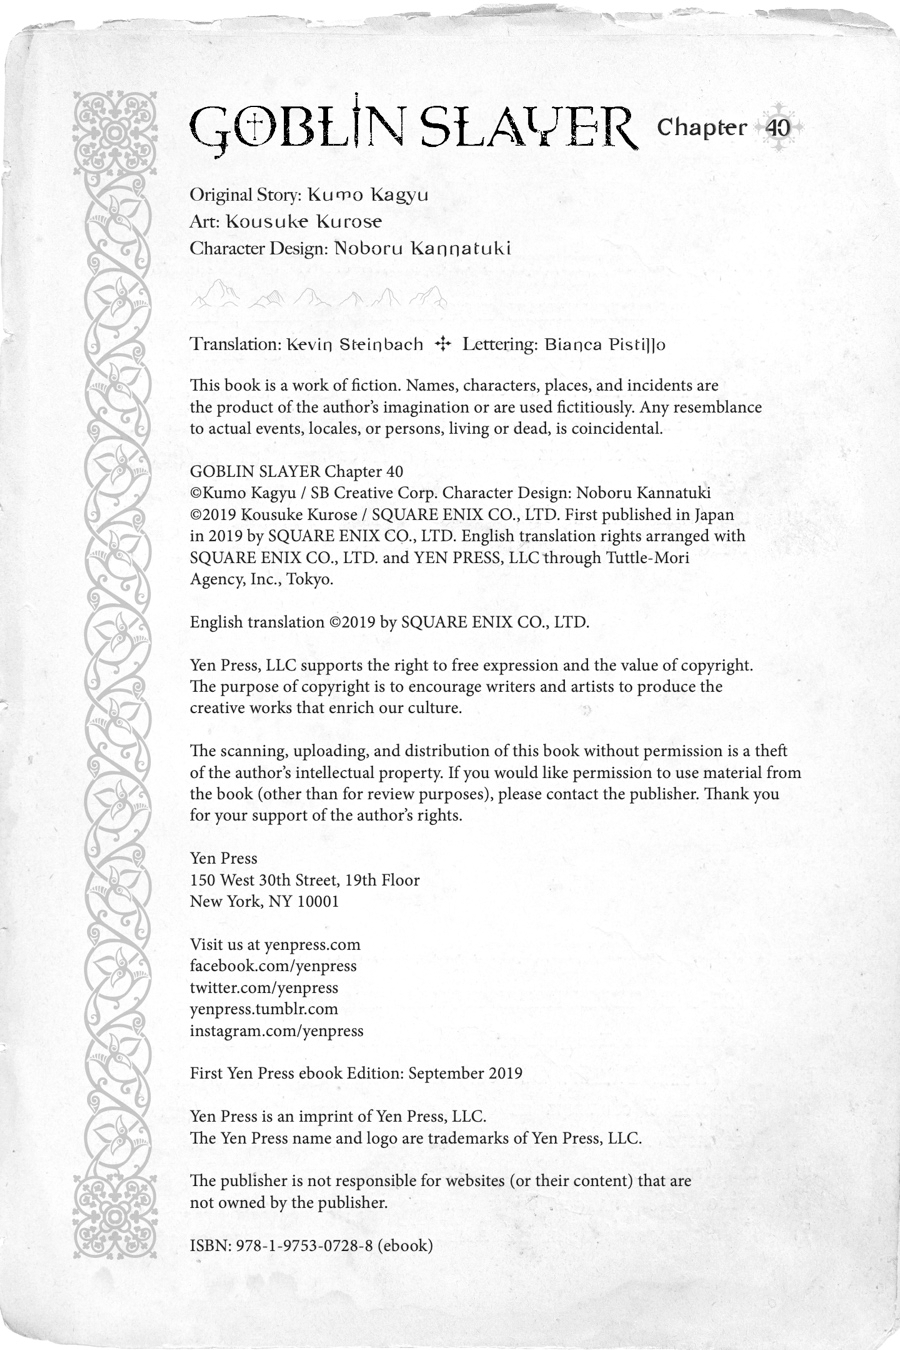 GOBLIN SLAYER Chapter 40
Original Story: Kumo Kagyu
Art: Kousuke Kurose
Character Design: Noboru Kannatuki
Translation: Kevin Steinbach Lettering: Bianca Pistillo
This book is a work of fiction. Names, characters, places, and incidents are
the product of the author’s imagination or are used fictitiously. Any resemblance
to actual events, locales, or persons, living or dead, is coincidental.
GOBLIN SLAYER Chapter 40
©Kumo Kagyu / SB Creative Corp. Character Design: Noboru Kannatuki
©2019 Kousuke Kurose / SQUARE ENIX CO., LTD. First published in Japan
in 2019 by SQUARE ENIX CO., LTD. English translation rights arranged with
SQUARE ENIX CO., LTD. and YEN PRESS, LLC through Tuttle-Mori
Agency, Inc., Tokyo.
English translation ©2019 by SQUARE ENIX CO., LTD.
Yen Press, LLC supports the right to free expression and the value of copyright.
The purpose of copyright is to encourage writers and artists to produce the
creative works that enrich our culture.
The scanning, uploading, and distribution of this book without permission is a theft
of the author’s intellectual property. If you would like permission to use material from
the book (other than for review purposes), please contact the publisher. Thank you
for your support of the author’s rights.
Yen Press
150 West 30th Street, 19th Floor
New York, NY 10001
Visit us at yenpress.com
facebook.com/yenpress
twitter.com/yenpress
yenpress.tumblr.com
instagram.com/yenpress
First Yen Press ebook Edition: September 2019
Yen Press is an imprint of Yen Press, LLC.
The Yen Press name and logo are trademarks of Yen Press, LLC.
The publisher is not responsible for websites (or their content) that are
not owned by the publisher.
ISBN: 978-1-9753-0728-8 (ebook)